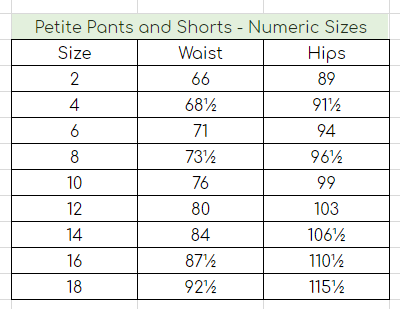 Petite Pants and Shorts - Numeric Sizes
Size Waist Hips
2 66 89
4 68½ 91½
6 71 94
8 73½ 96½
10 76 99
12 80 103
14 84 106½
16 87½ 110½
18 92½ 115½